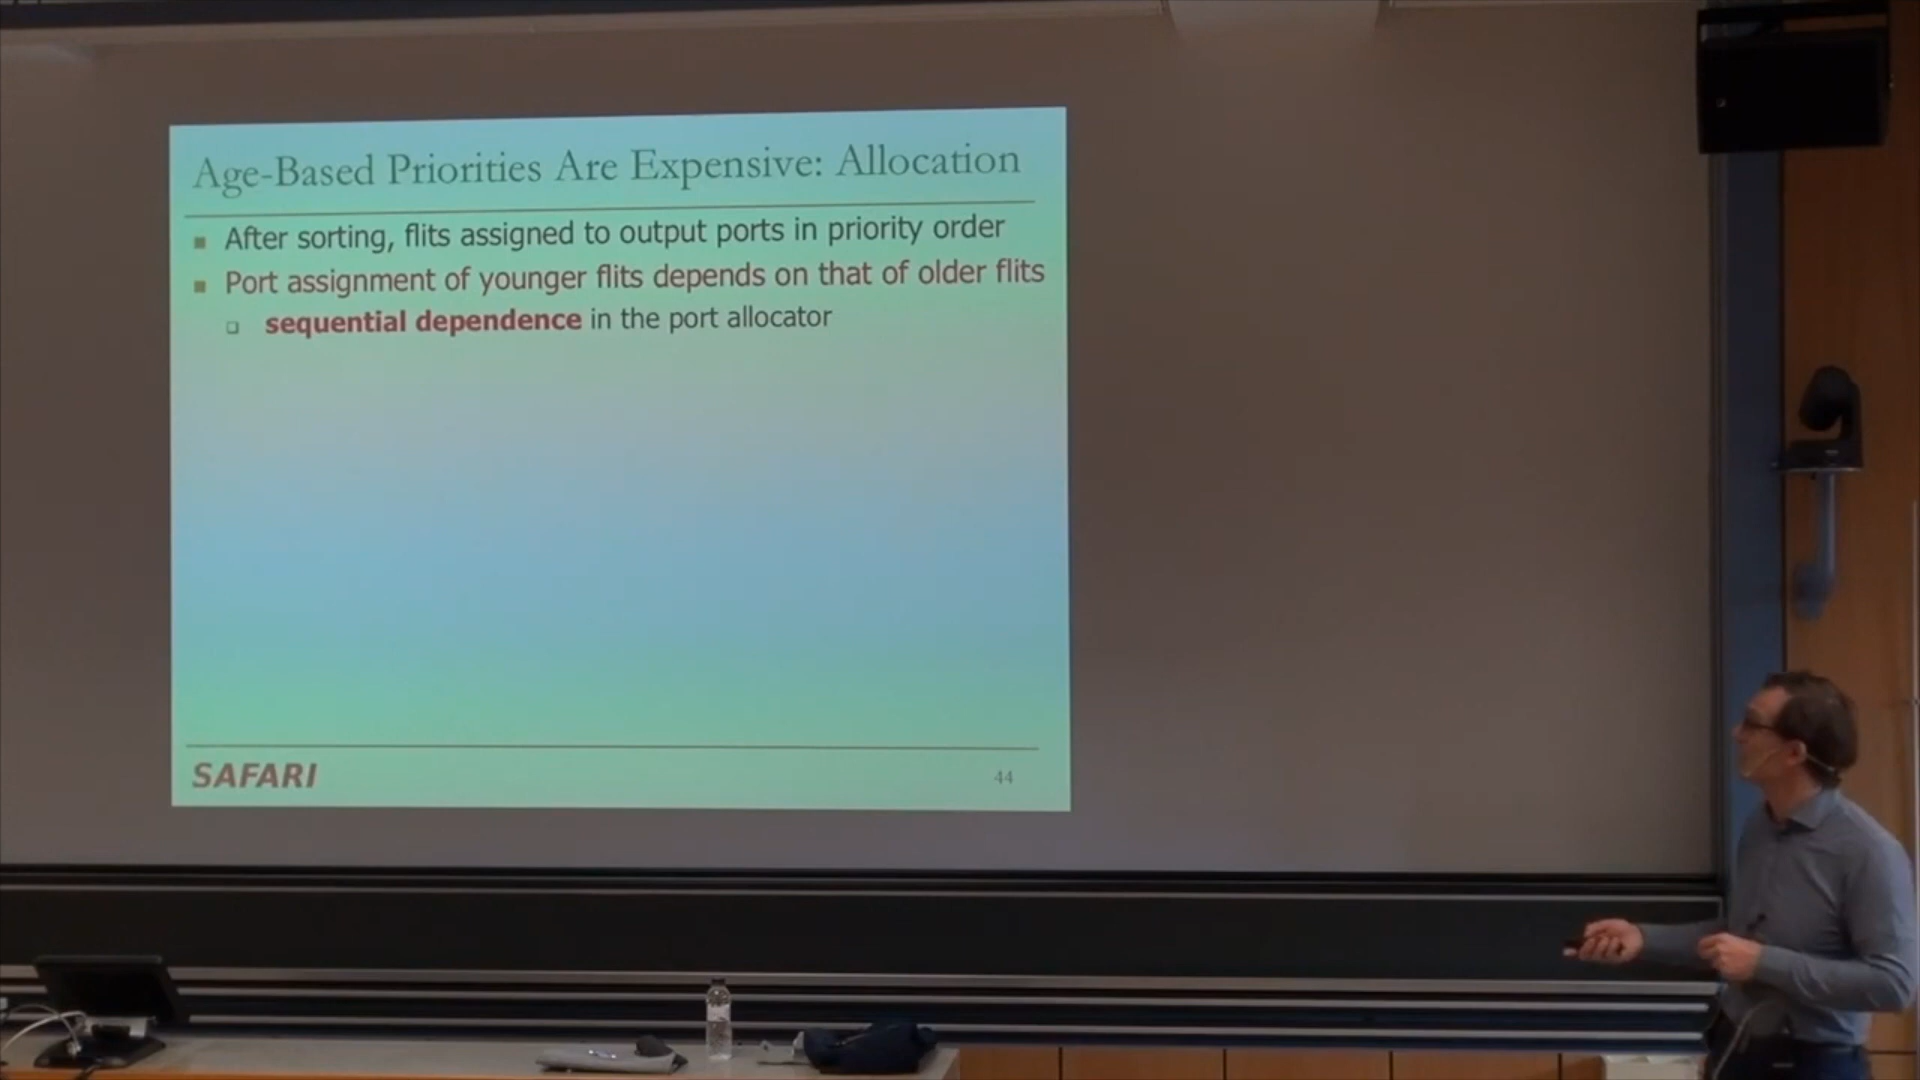 Age-Based Priorities Are Expensive: Allocation
After sorting, flits assigned to output ports in priority order
Port assignment of younger flits depends on that of older flits
sequential dependence in the port allocator
SAFARI
44